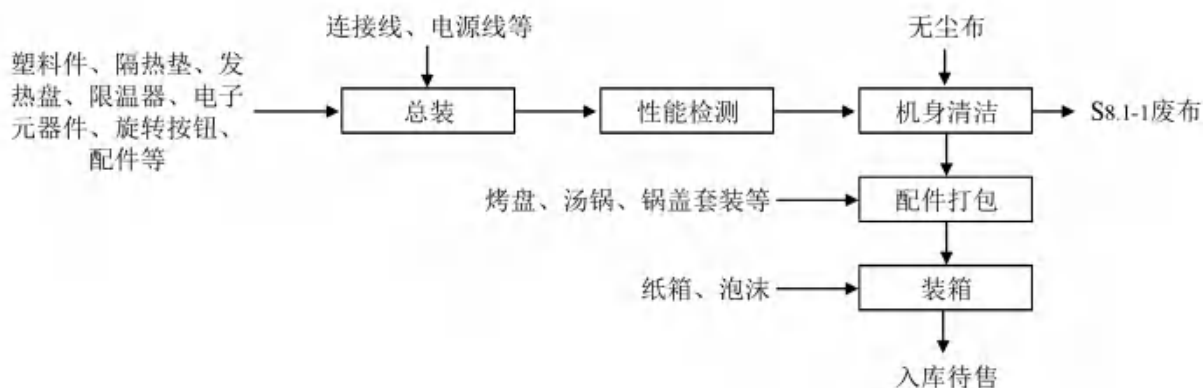 连接线、电源线等
无尘布
塑料件、隔热垫、发
热盘、限温器、电子
元器件、旋转按钮、
配件等
总装
性能检测
机身清洁
S8.1-1废布
烤盘、汤锅、锅盖套装等
配件打包
纸箱、泡沫
装箱
入库待售